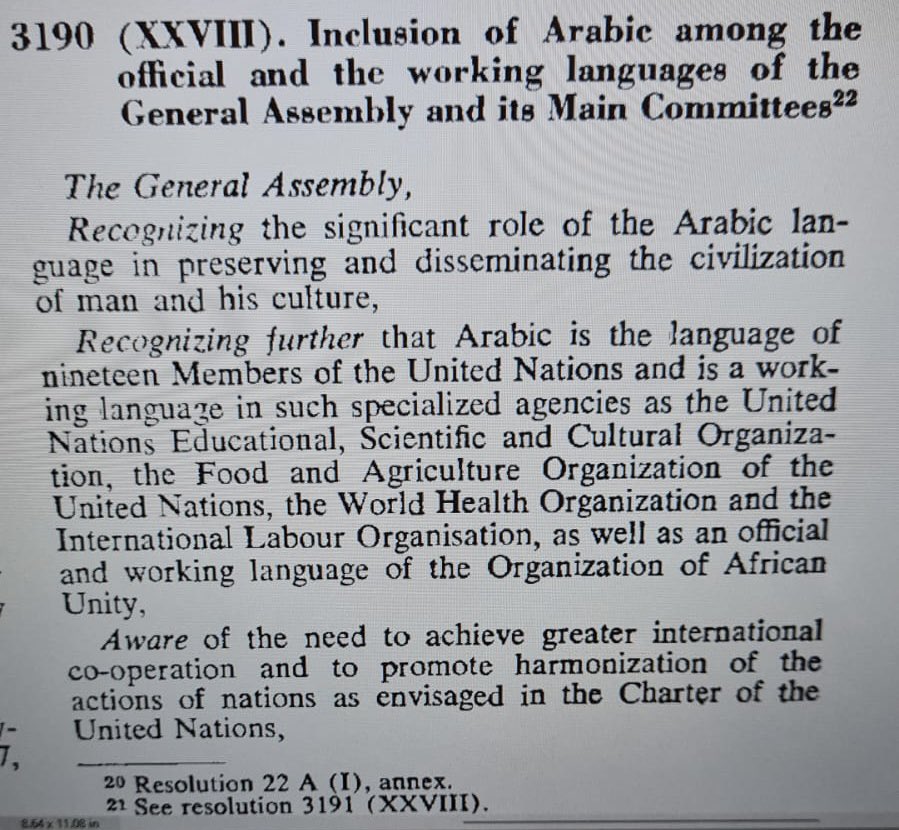 3190 (XXVIII). Inclusion of Arabic among the
official and the working languages of the
General Assembly and its Main Committees22
The General Assembly,
Recognizing the significant role of the Arabic lan-
guage in preserving and disseminating the civilization
of man and his culture,
Recognizing further that Arabic is the language of
nineteen Members of the United Nations and is a work-
ing language in such specialized agencies as the United
Nations Educational, Scientific and Cultural Organiza-
tion, the Food and Agriculture Organization of the
United Nations, the World Health Organization and the
International Labour Organisation, as well as an official
and working language of the Organization of African
Unity,
Aware of the need to achieve greater international
co-operation and to promote harmonization of the
actions of nations as envisaged in the Charter of the
United Nations,
7,
20 Resolution 22 A (I), annex.
21 See resolution 3191 (XXVIII).
8.64 x 11.08 in